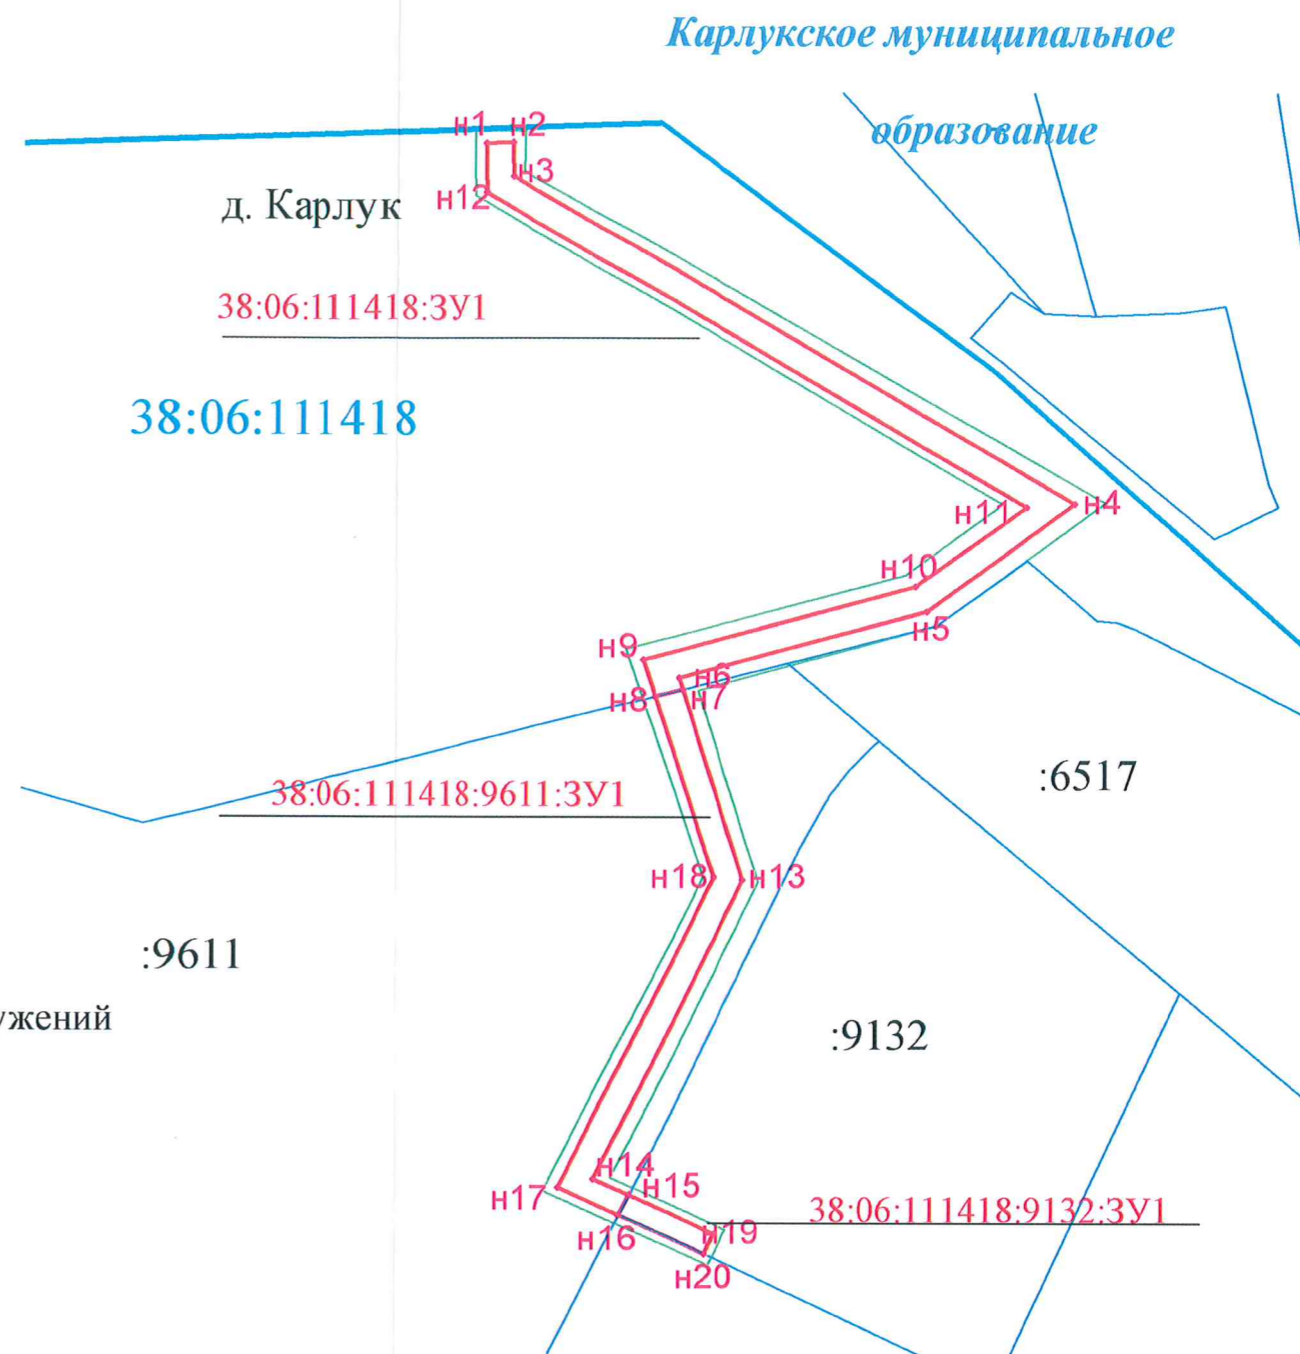 Карлукское муниципальное
образование
н1
н2
н3
н12
д. Карлук
38:06:111418:ЗУ1
38:06:111418
н4
н11
н10
н5
н9
н6
н7
н8
:6517
38:06:111418:9611:ЗУ1
н18
н13
:9611
ужений
:9132
н14
н15
н17
38:06:111418:9132:ЗУ1
н16
н19
н20